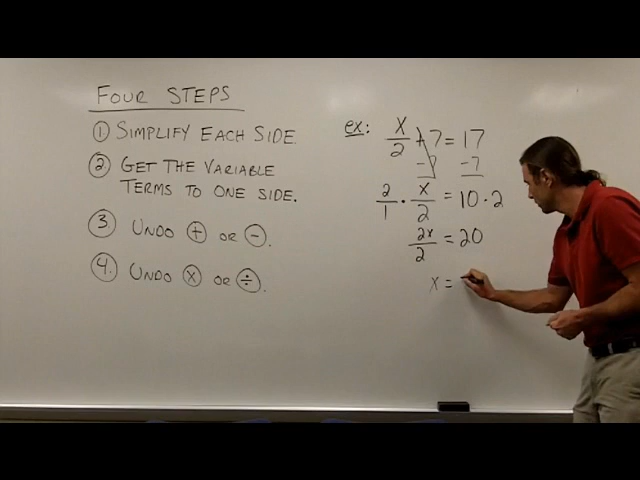 FOUR STEPS
① SIMPLIFY EACH SIDE.
② GET THE VARIABLE
TERMS TO ONE SIDE.
③ UNDO ⊕ OR ⊖.
④ UNDO ⊗ OR ⊕.
ex: x/2 + 7 = 17
-7 -7
2/1 · x/2 = 10 · 2
2x/2 = 20
x =